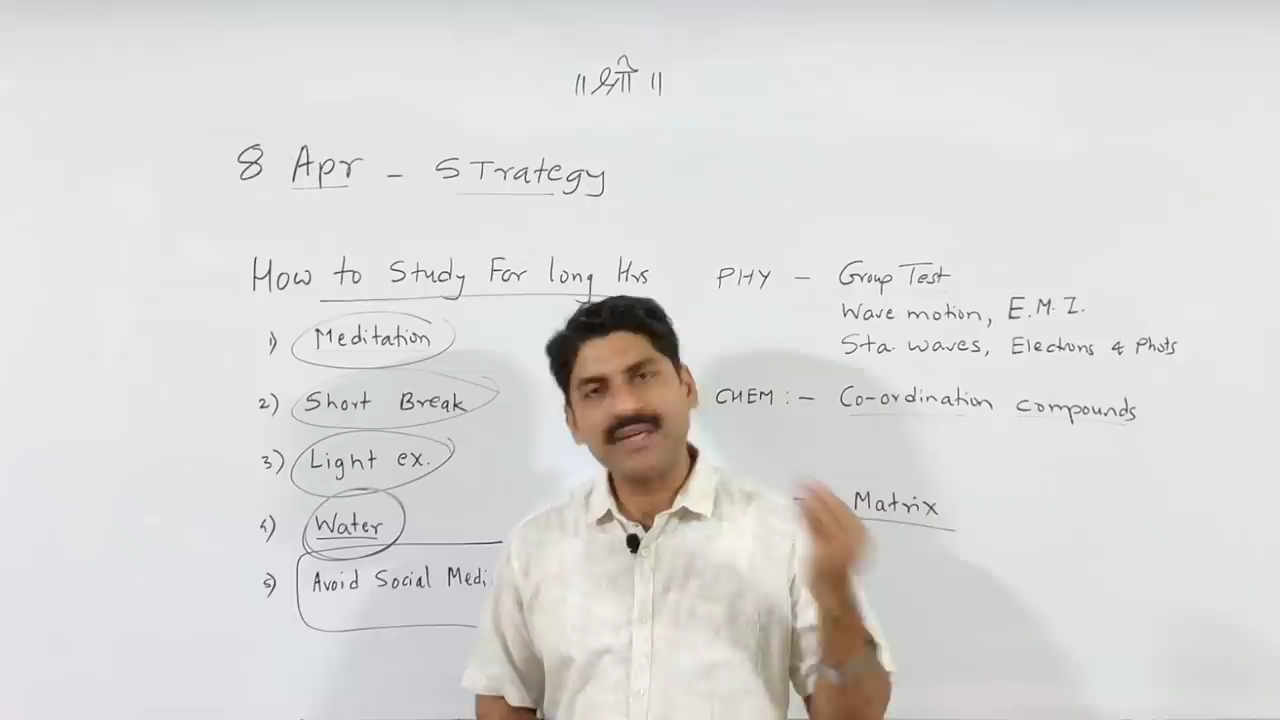 ॥ श्री ॥
8 Apr - STrategy
How to Study For long Hrs
1) Meditation
2) Short Break
3) Light ex.
4) Water
5) Avoid Social Medi
PHY - Group Test
Wave motion, E.M.I.
Sta. waves, Electrons & Phots
CHEM :- Co-ordination compounds
- Matrix